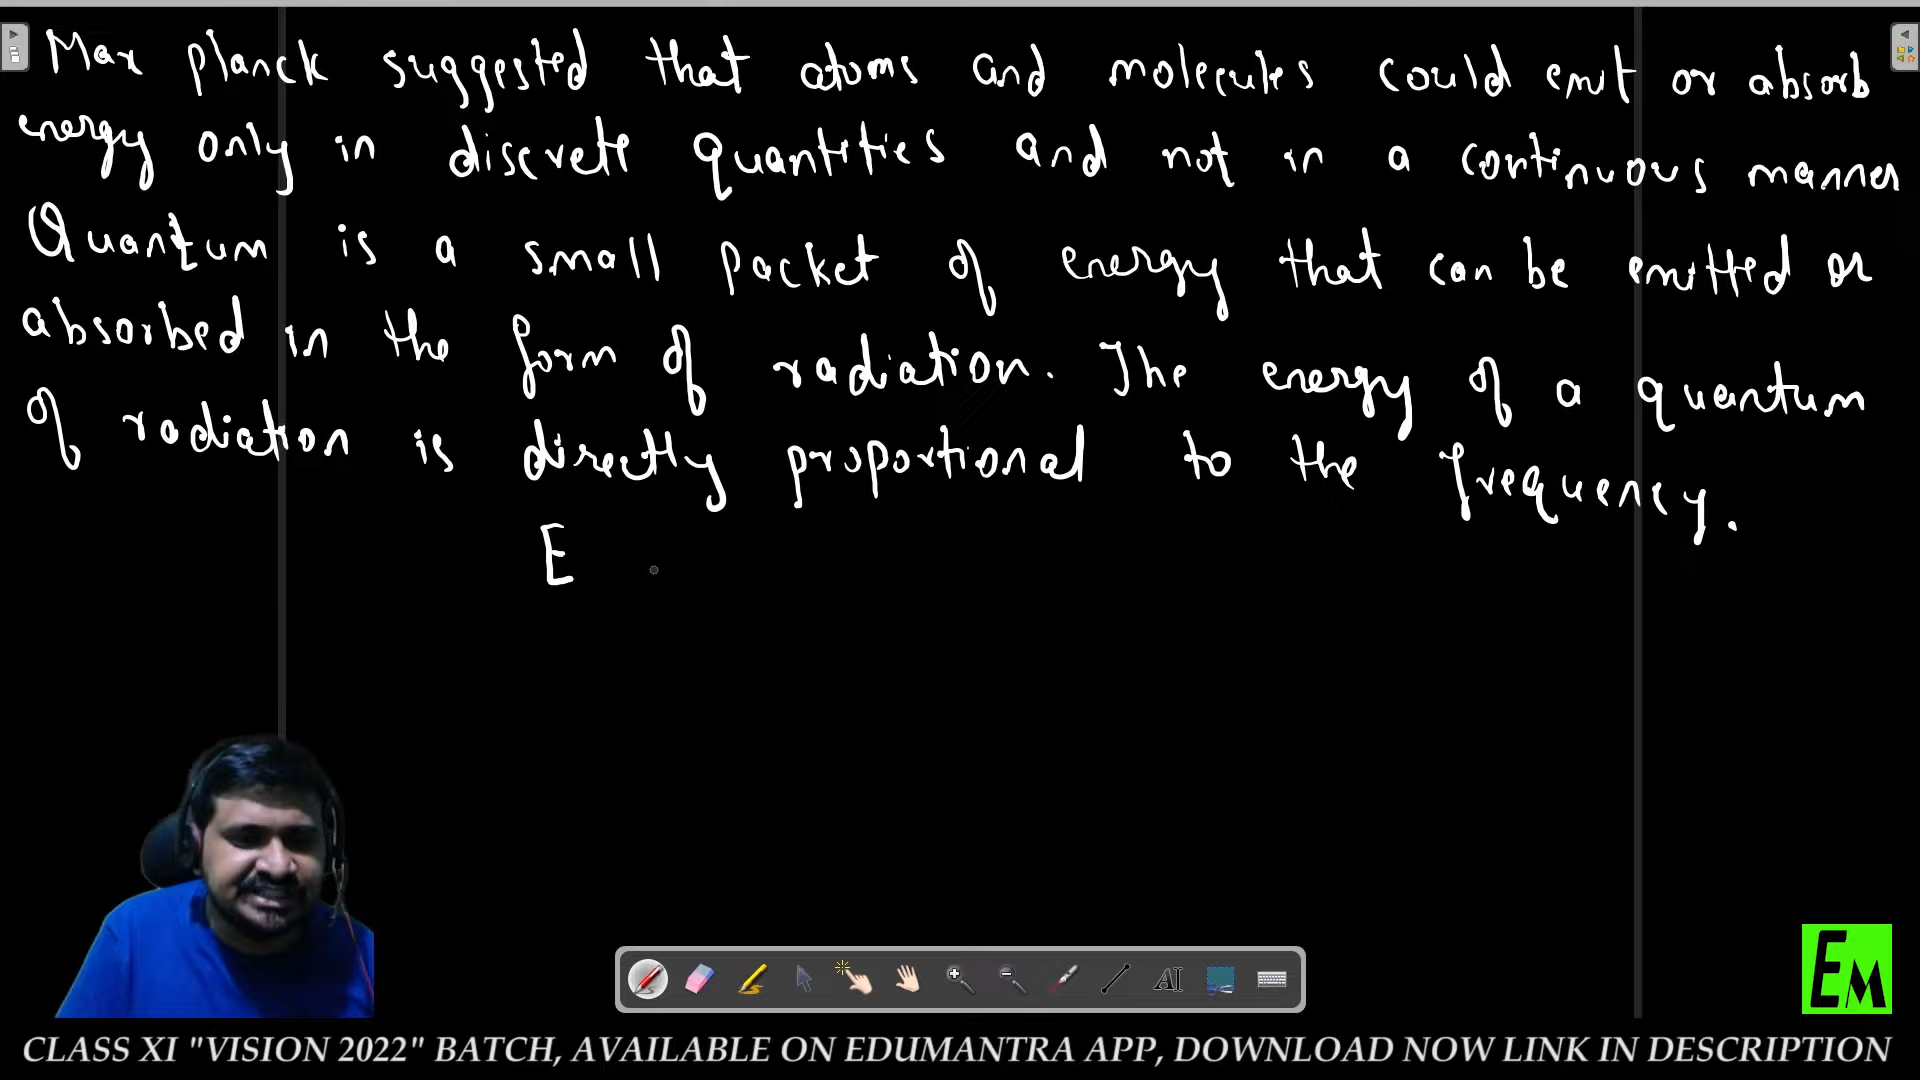 Max planck suggested that atoms and molecules could emit or absorb
energy only in discrete quantities and not in a continuous manner
Quantum is a small packet of energy that can be emitted or
absorbed in the form of radiation. The energy of a quantum
of radiation is directly proportional to the frequency.
E
AI
EM
CLASS XI "VISION 2022" BATCH, AVAILABLE ON EDUMANTRA APP, DOWNLOAD NOW LINK IN DESCRIPTION